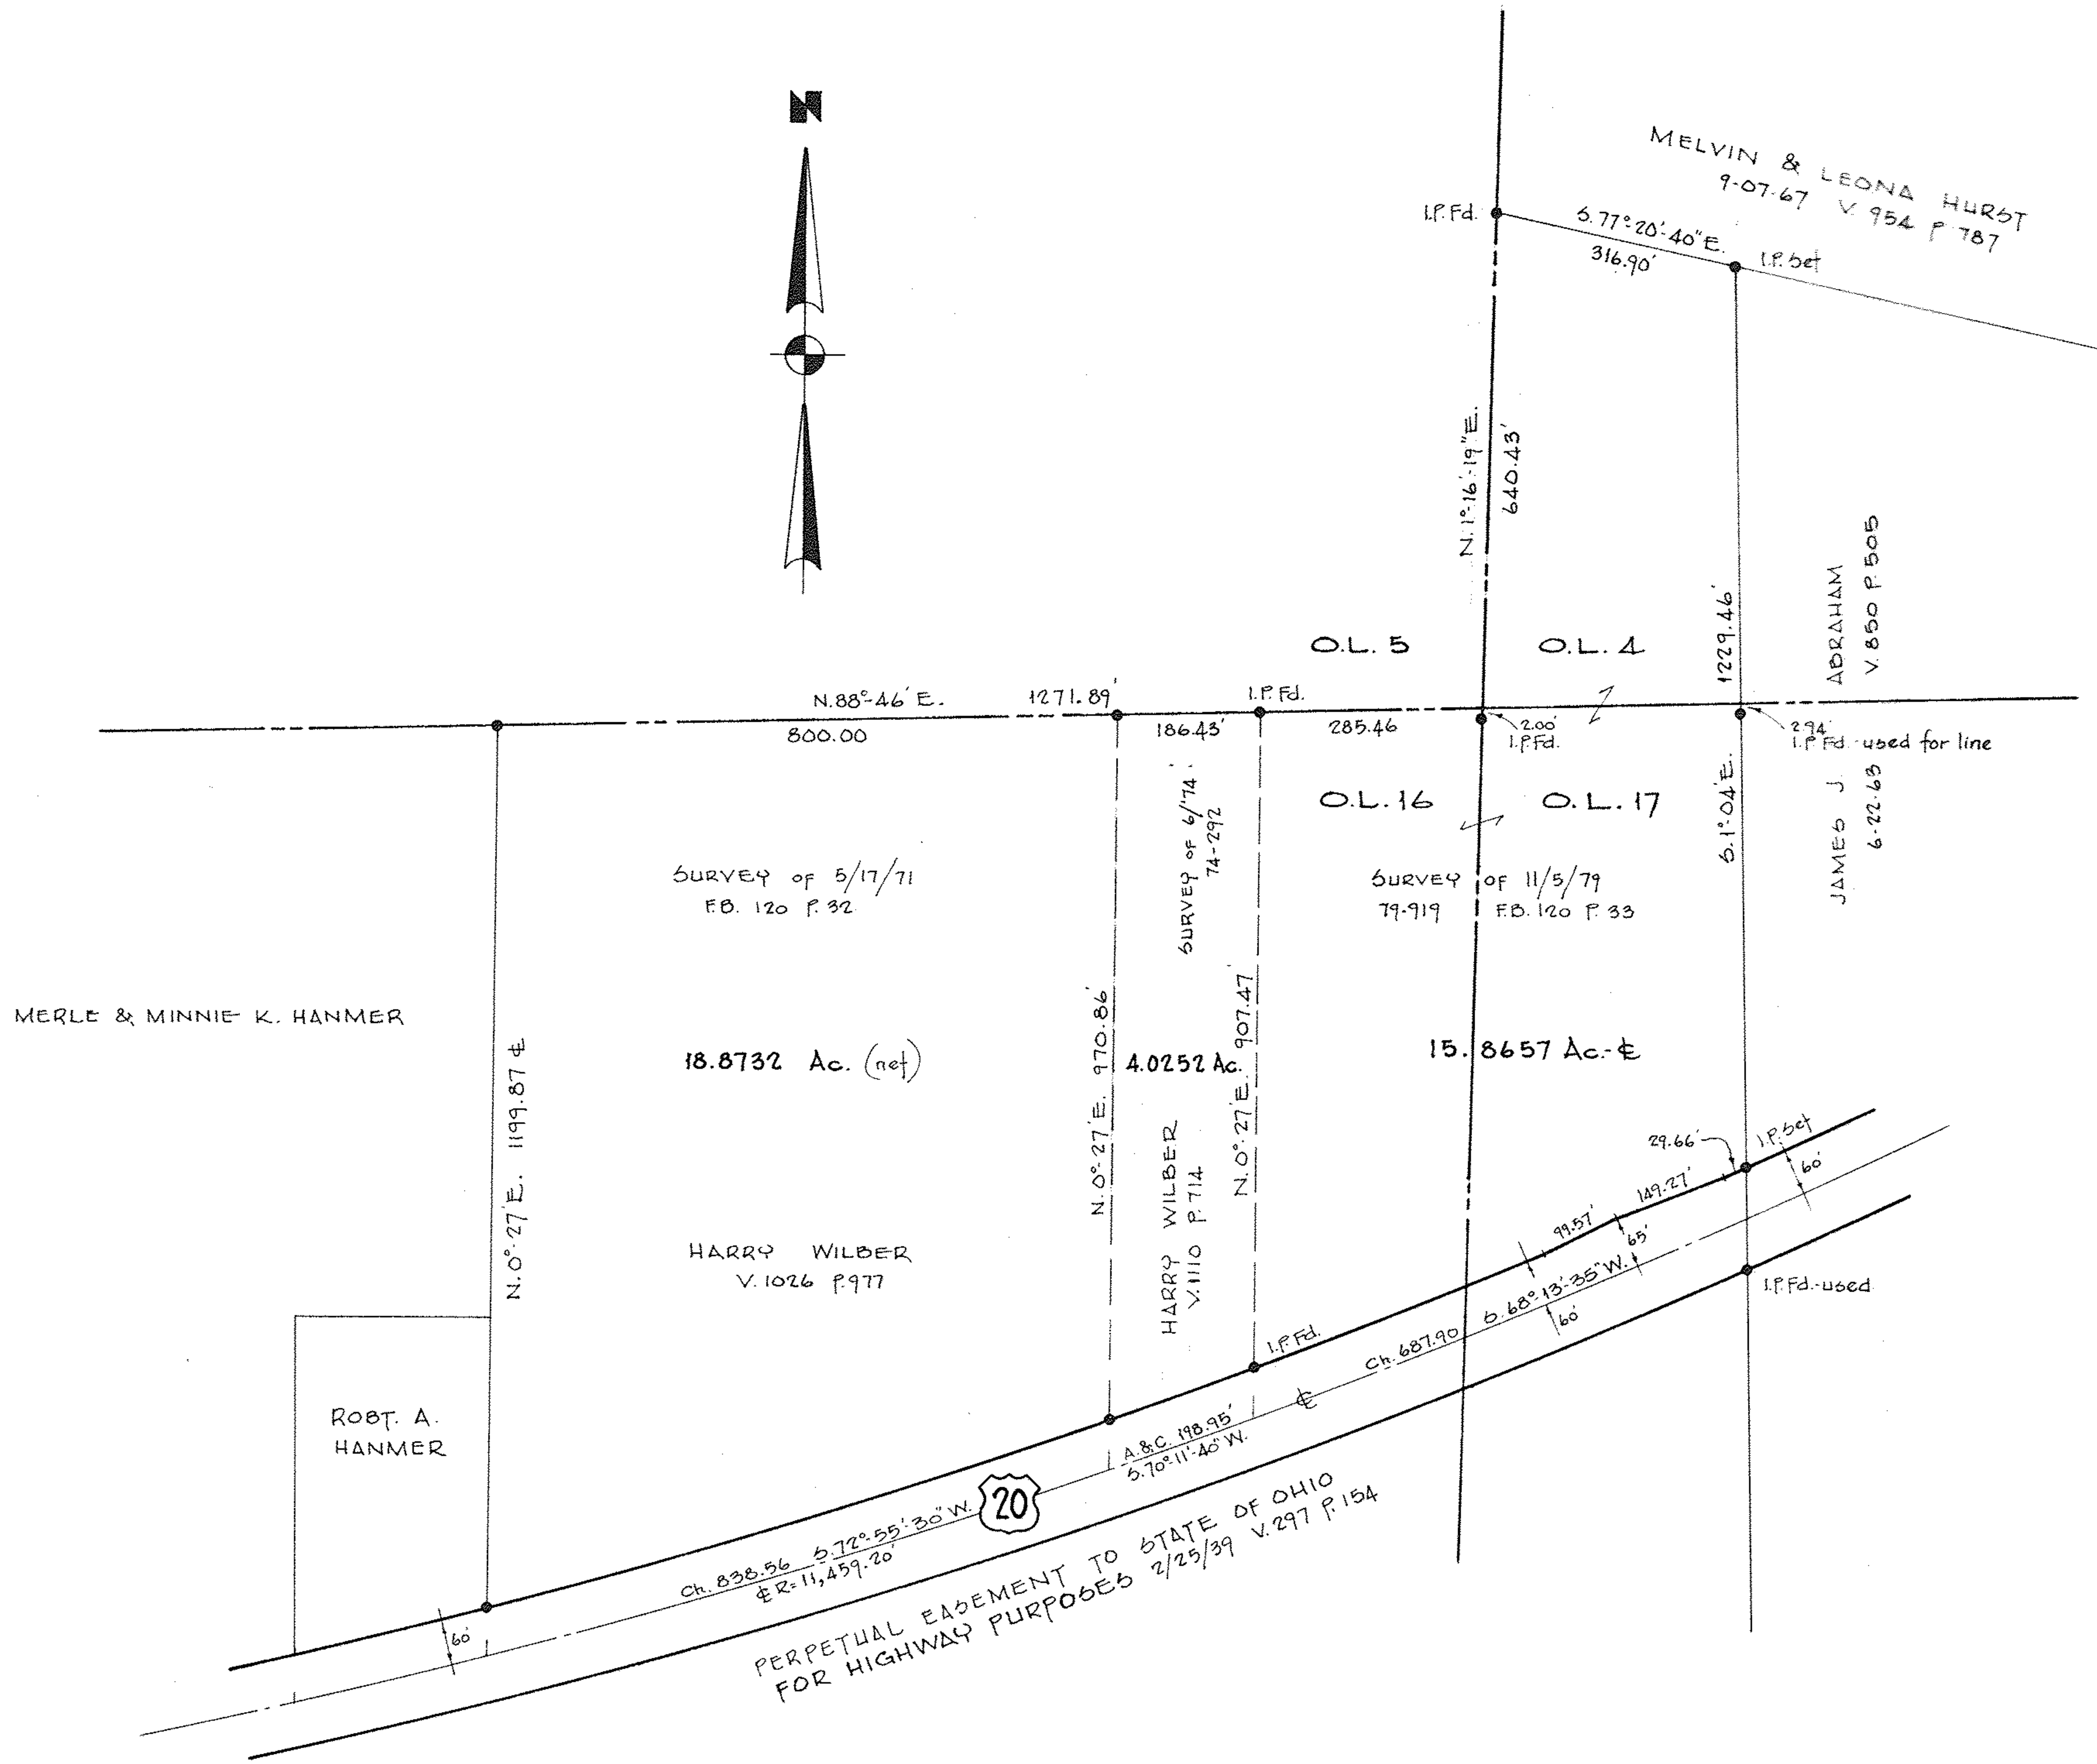 N
MELVIN & LEONA HURST
9-07-67 V. 954 P. 787
I.P. Fd.
S.77°-20'-40"E.
316.90'
I.P. Set
N.1°-16'-19"E.
640.43'
1229.46'
JAMES J. ABRAHAM
6-22-63 V. 850 P. 505
O.L. 5
O.L. 4
N.88°-46' E.
1271.89'
I.P. Fd.
800.00
186.43'
285.46
2.00'
I.P. Fd.
2.94'
I.P. Fd.-used for line
O.L. 16
O.L. 17
S.1°-04'E.
SURVEY OF 6/'74
74-292
SURVEY OF 5/17/71
F.B. 120 P. 32
SURVEY OF 11/5/79
79-919 F.B. 120 P. 33
MERLE & MINNIE K. HANMER
N.0°-27'E. 1199.87 ℄
18.8732 Ac. (net)
N.0°-27'E. 970.86'
4.0252 Ac.
N.0°-27'E. 907.47'
15.8657 Ac.-℄
HARRY WILBER
V. 1026 P. 977
HARRY WILBER
V. 1110 P. 714
29.66'
I.P. Set
60'
149.27'
99.57'
65'
I.P. Fd.-used
I.P. Fd.
Ch. 687.90 S.68°-13'-35"W.
60'
℄
ROBT. A.
HANMER
A.&C. 198.95'
S.70°-11'-40"W.
20
Ch. 838.56 S.72°-55'-30"W.
℄ R=11,459.20'
60'
PERPETUAL EASEMENT TO STATE OF OHIO
FOR HIGHWAY PURPOSES 2/25/39 V. 297 P. 154